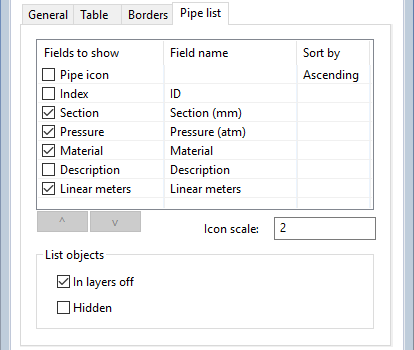 General Table Borders Pipe list
Fields to show Field name Sort by
Pipe icon Ascending
Index ID
Section Section (mm)
Pressure Pressure (atm)
Material Material
Description Description
Linear meters Linear meters
^ v Icon scale: 2
List objects
In layers off
Hidden